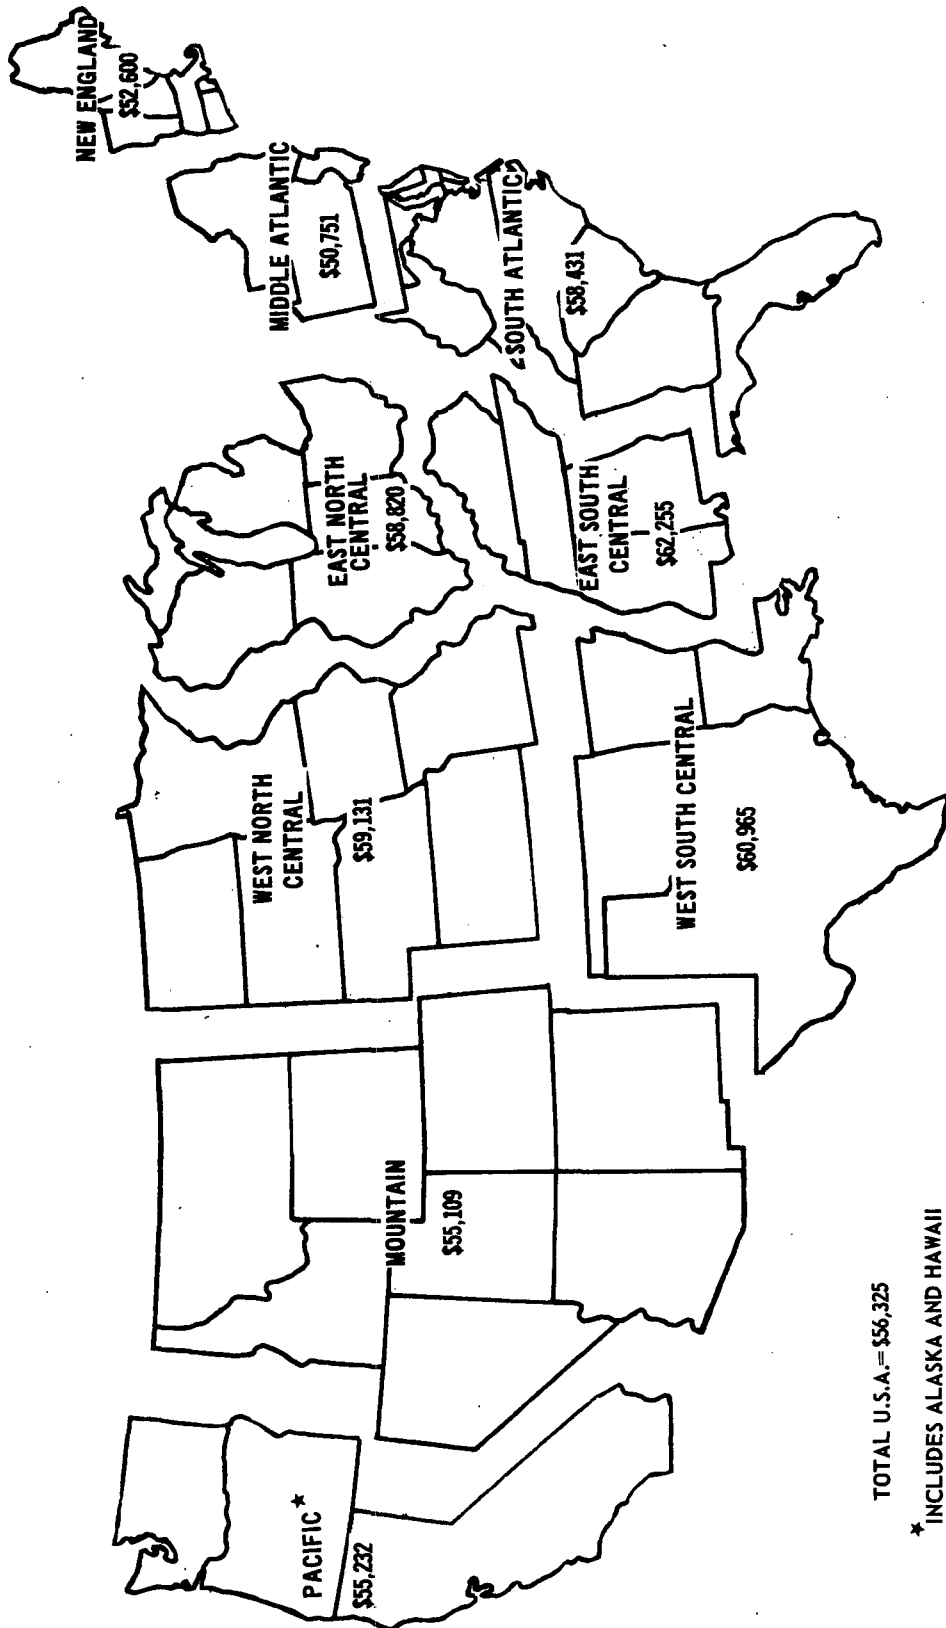 NEW ENGLAND
$52,600
MIDDLE ATLANTIC
$50,751
SOUTH ATLANTIC
$58,431
EAST NORTH
CENTRAL
$58,820
EAST SOUTH
CENTRAL
$62,255
WEST NORTH
CENTRAL
$59,131
WEST SOUTH CENTRAL
$60,965
MOUNTAIN
$55,109
PACIFIC*
$55,232
TOTAL U.S.A.=$56,325
*INCLUDES ALASKA AND HAWAII